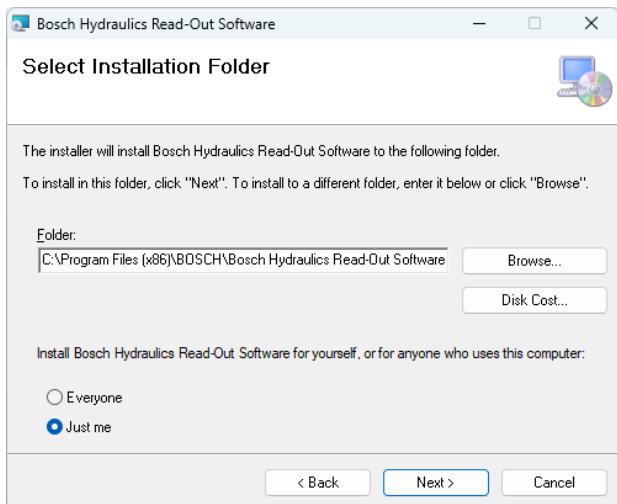 Bosch Hydraulics Read-Out Software
Select Installation Folder
The installer will install Bosch Hydraulics Read-Out Software to the following folder.
To install in this folder, click "Next". To install to a different folder, enter it below or click "Browse".
Folder:
C:\Program Files (x86)\BOSCH\Bosch Hydraulics Read-Out Software
Browse...
Disk Cost...
Install Bosch Hydraulics Read-Out Software for yourself, or for anyone who uses this computer:
Everyone
Just me
< Back
Next >
Cancel